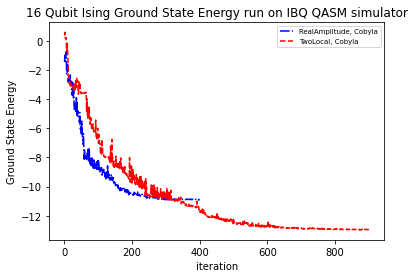 16 Qubit Ising Ground State Energy run on IBQ QASM simulator
RealAmplitude, Cobyla
TwoLocal, Cobyla
Ground State Energy
0
−2
−4
−6
−8
−10
−12
0 200 400 600 800
iteration